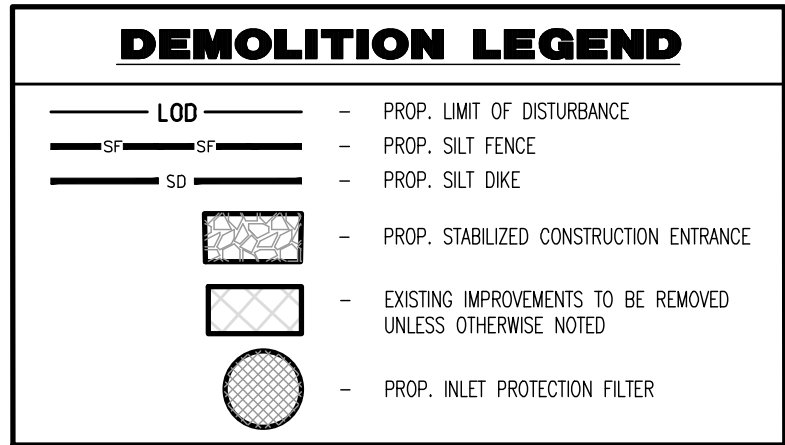 DEMOLITION LEGEND
LOD – PROP. LIMIT OF DISTURBANCE
SF SF – PROP. SILT FENCE
SD – PROP. SILT DIKE
– PROP. STABILIZED CONSTRUCTION ENTRANCE
– EXISTING IMPROVEMENTS TO BE REMOVED
UNLESS OTHERWISE NOTED
– PROP. INLET PROTECTION FILTER